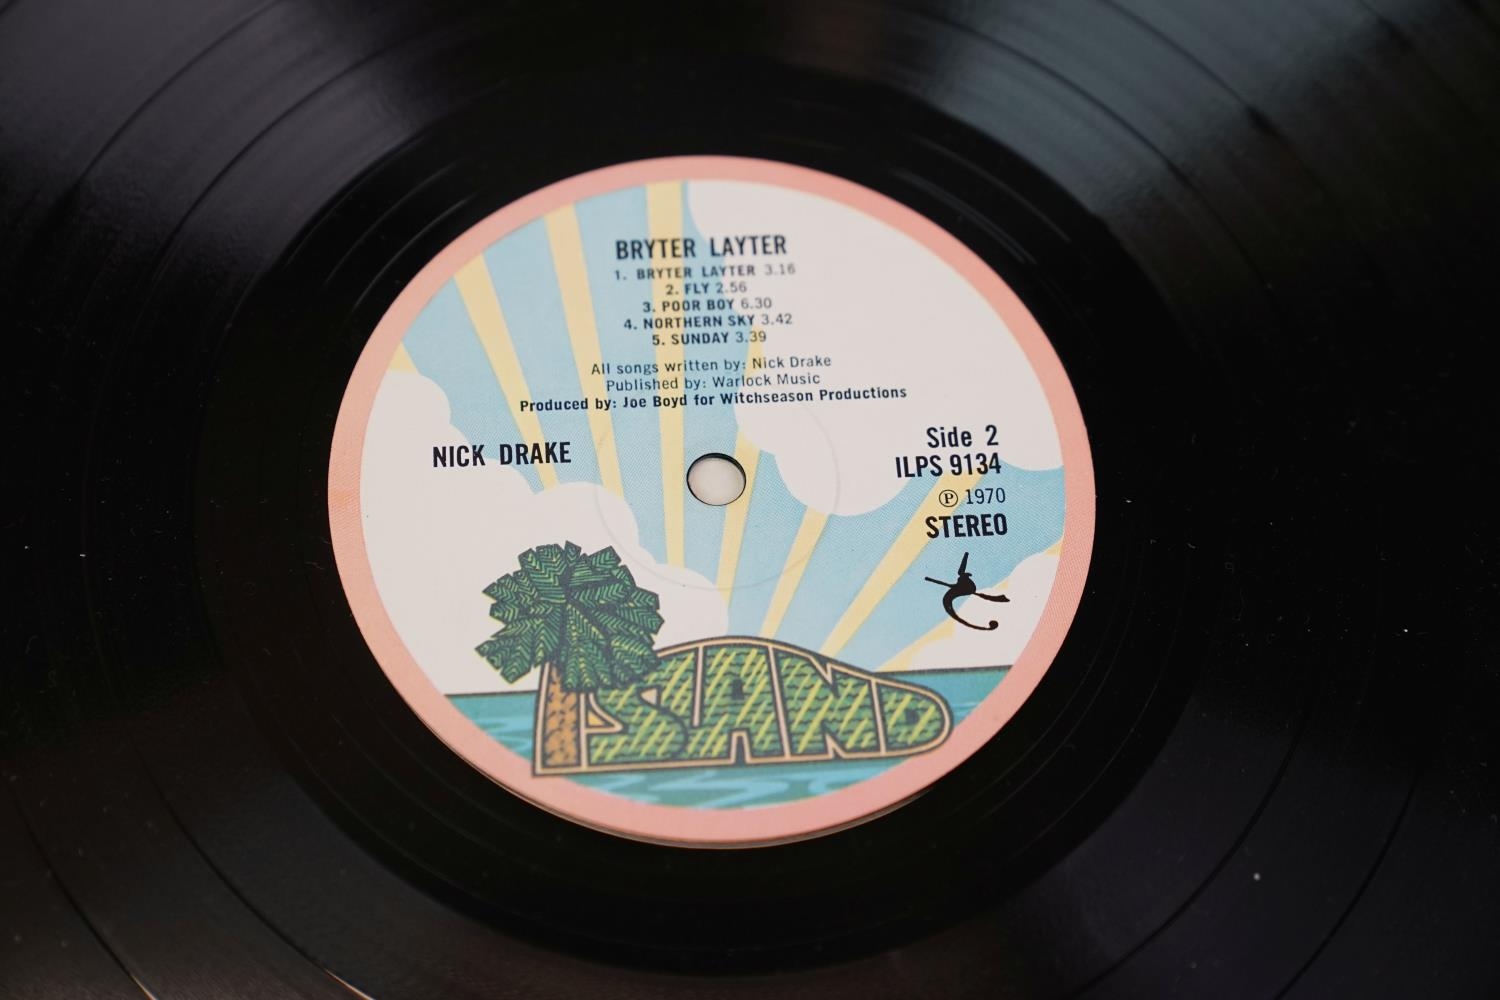 BRYTER LAYTER
1. BRYTER LAYTER 3.16
2. FLY 2.56
3. POOR BOY 6.30
4. NORTHERN SKY 3.42
5. SUNDAY 3.39
All songs written by: Nick Drake
Published by: Warlock Music
Produced by: Joe Boyd for Witchseason Productions
NICK DRAKE
Side 2
ILPS 9134
℗ 1970
STEREO
ISLAND